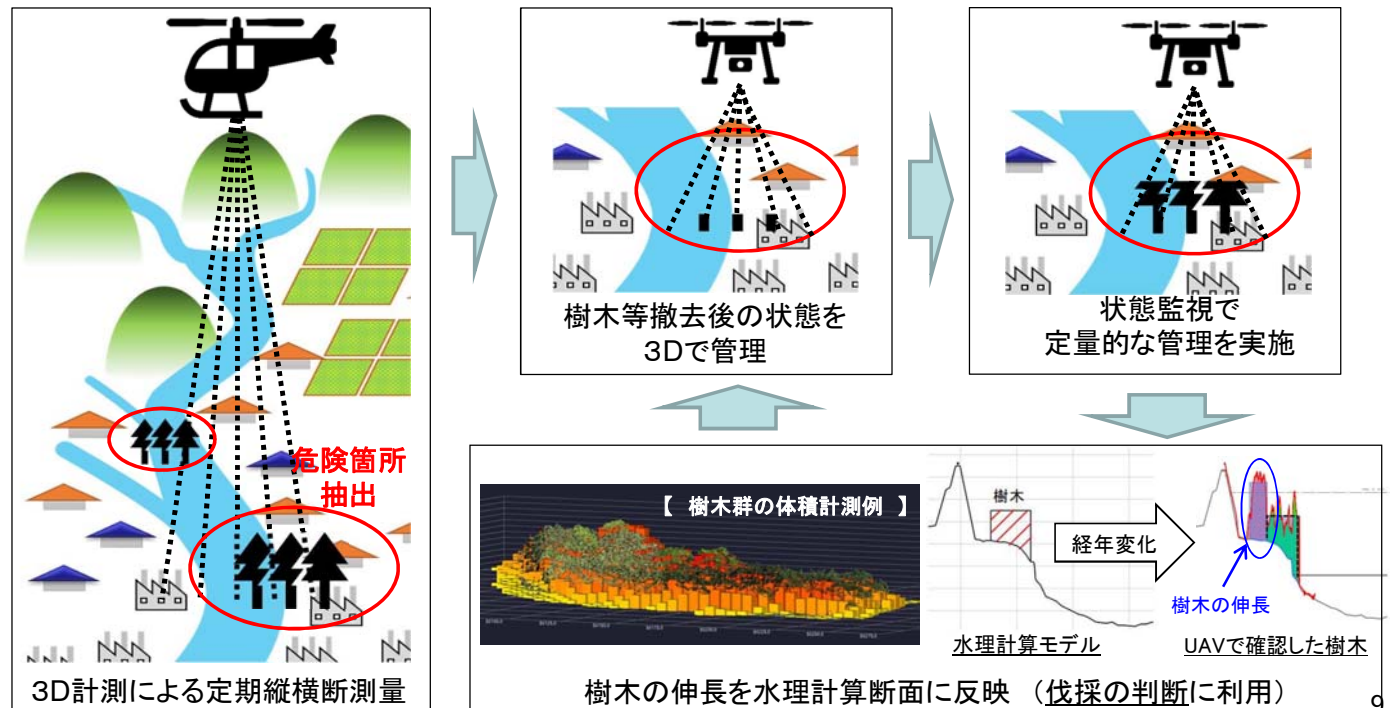 危険箇所
抽出
3D計測による定期縦横断測量
樹木等撤去後の状態を
3Dで管理
状態監視で
定量的な管理を実施
【 樹木群の体積計測例 】
樹木
経年変化
樹木の伸長
水理計算モデル
UAVで確認した樹木
樹木の伸長を水理計算断面に反映 (伐採の判断に利用)
9